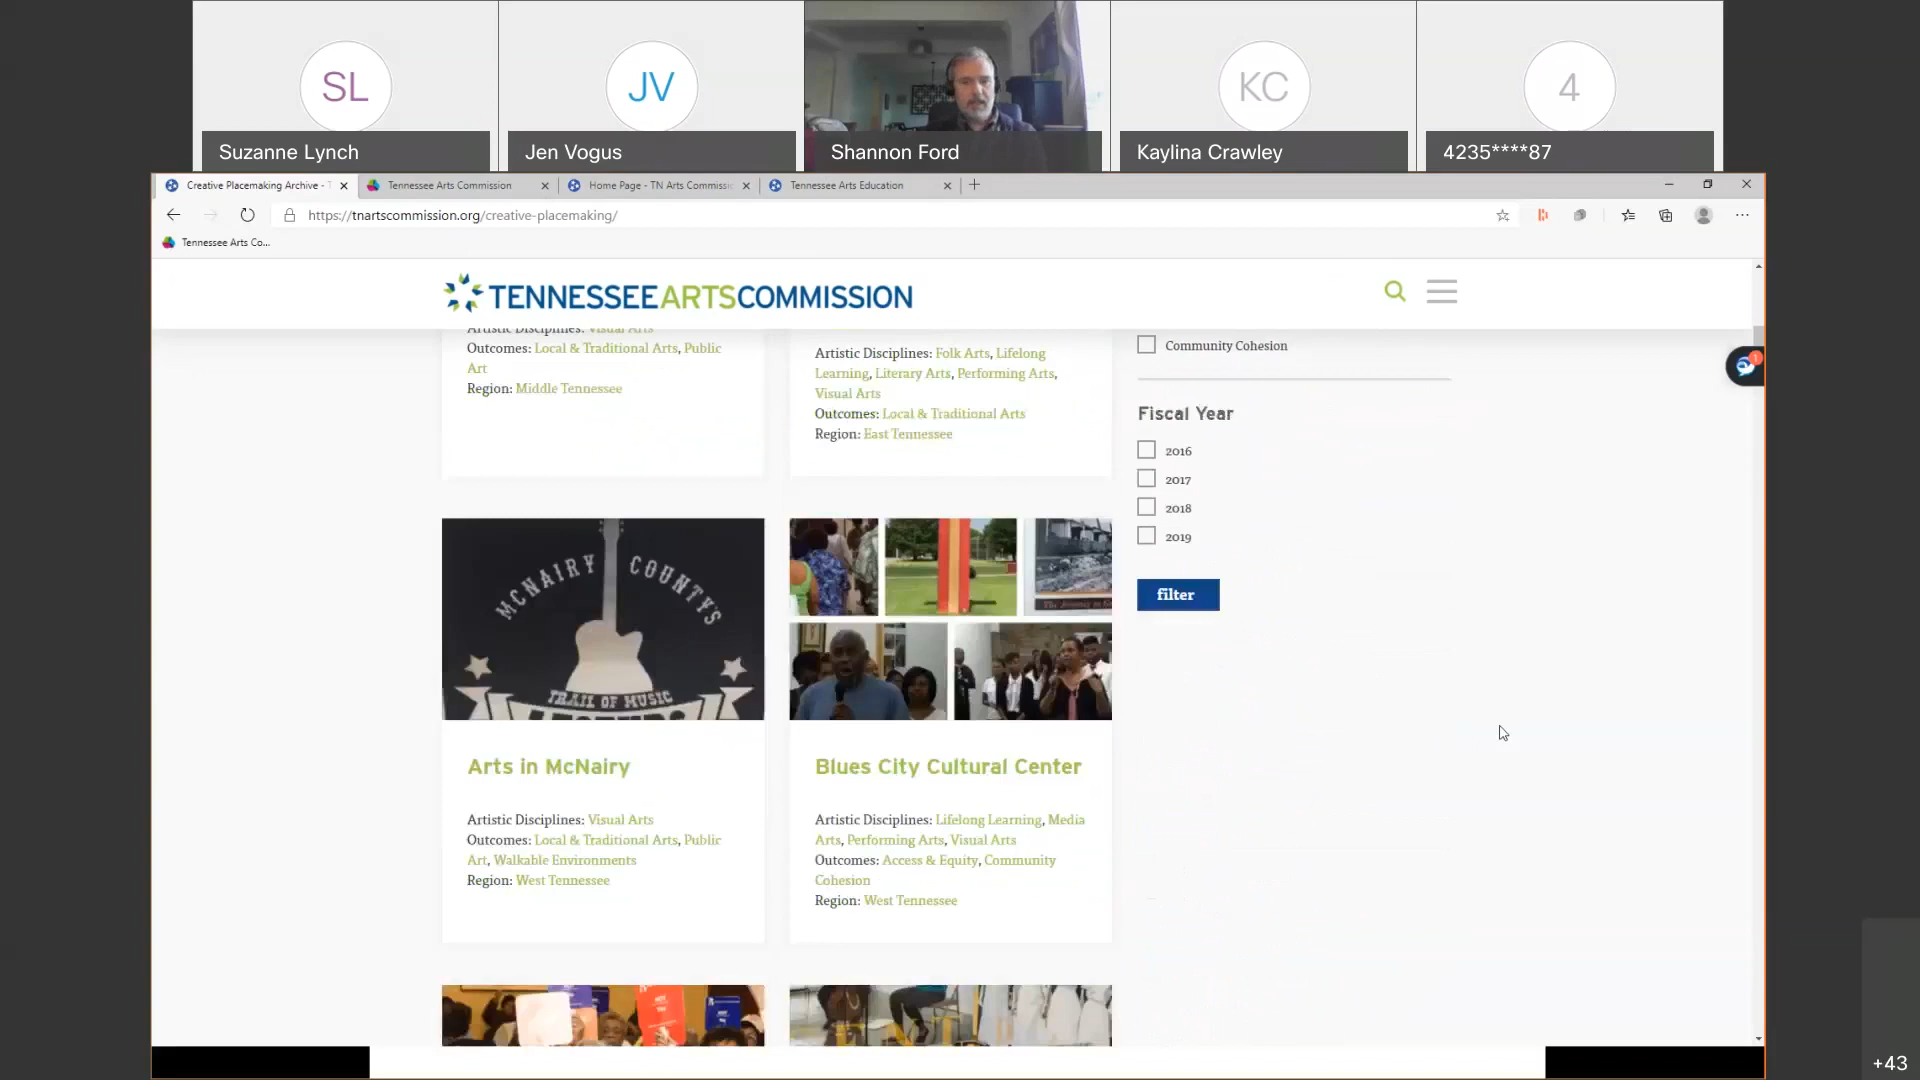 SL
JV
KC
4
Suzanne Lynch
Jen Vogus
Shannon Ford
Kaylina Crawley
4235****87
Creative Placemaking Archive -
Tennessee Arts Commission
Home Page - TN Arts Commissi
Tennessee Arts Education
https://tnartscommission.org/creative-placemaking/
Tennessee Arts Co...
TENNESSEEARTSCOMMISSION
1
Artistic Disciplines: Visual Arts
Outcomes: Local & Traditional Arts, Public
Art
Region: Middle Tennessee
Artistic Disciplines: Folk Arts, Lifelong
Learning, Literary Arts, Performing Arts,
Visual Arts
Outcomes: Local & Traditional Arts
Region: East Tennessee
Community Cohesion
Fiscal Year
2016
2017
2018
2019
filter
MCNAIRY COUNTY'S
TRAIL OF MUSIC
Arts in McNairy
Artistic Disciplines: Visual Arts
Outcomes: Local & Traditional Arts, Public
Art, Walkable Environments
Region: West Tennessee
Blues City Cultural Center
Artistic Disciplines: Lifelong Learning, Media
Arts, Performing Arts, Visual Arts
Outcomes: Access & Equity, Community
Cohesion
Region: West Tennessee
+43